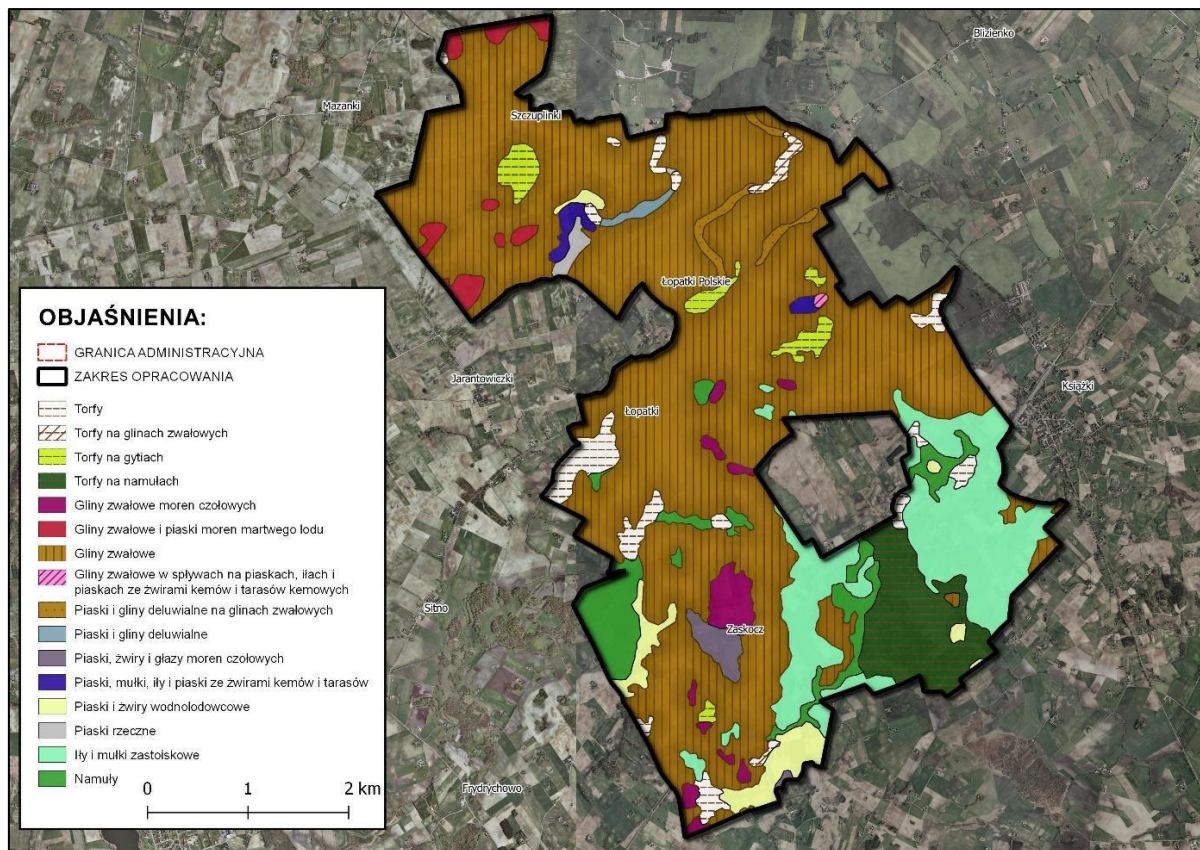 Blizienko
Mazanki
Szczuplinki
Łopatki Polskie
Jarantowiczki
Książki
Łopatki
Sitno
Zaskocz
Frydrychowo
OBJAŚNIENIA:
GRANICA ADMINISTRACYJNA
ZAKRES OPRACOWANIA
Torfy
Torfy na glinach zwałowych
Torfy na gytiach
Torfy na namułach
Gliny zwałowe moren czołowych
Gliny zwałowe i piaski moren martwego lodu
Gliny zwałowe
Gliny zwałowe w spływach na piaskach, iłach i
piaskach ze żwirami kemów i tarasów kemowych
Piaski i gliny deluwialne na glinach zwałowych
Piaski i gliny deluwialne
Piaski, żwiry i głazy moren czołowych
Piaski, mułki, iły i piaski ze żwirami kemów i tarasów
Piaski i żwiry wodnolodowcowe
Piaski rzeczne
Iły i mułki zastoiskowe
Namuły
0 1 2 km